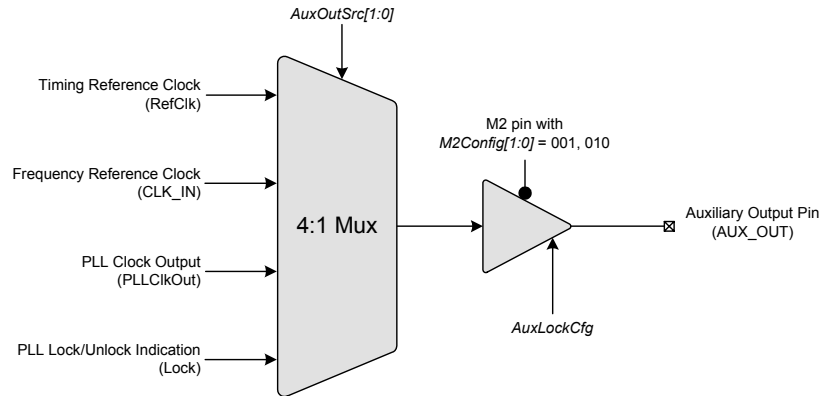 AuxOutSrc[1:0]
Timing Reference Clock
(RefClk)
Frequency Reference Clock
(CLK_IN)
PLL Clock Output
(PLLClkOut)
PLL Lock/Unlock Indication
(Lock)
4:1 Mux
M2 pin with
M2Config[1:0] = 001, 010
AuxLockCfg
Auxiliary Output Pin
(AUX_OUT)